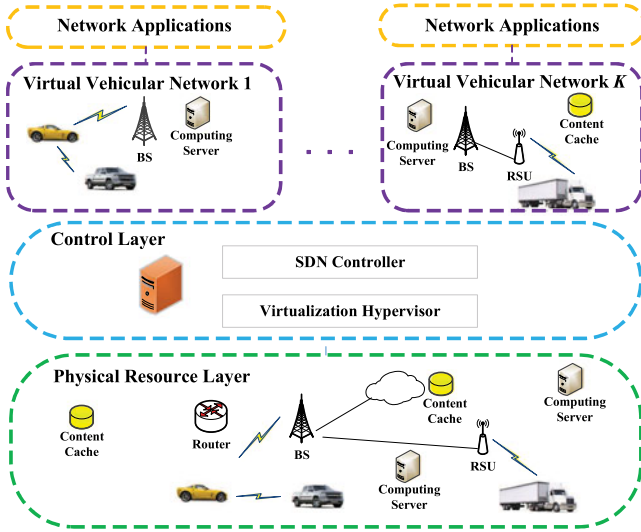 Network Applications
Network Applications
Virtual Vehicular Network 1
Virtual Vehicular Network K
Computing
Server
BS
. . . .
Computing
Server
BS
RSU
Content
Cache
Control Layer
SDN Controller
Virtualization Hypervisor
Physical Resource Layer
Content
Cache
Router
BS
Content
Cache
Computing
Server
RSU
Computing
Server